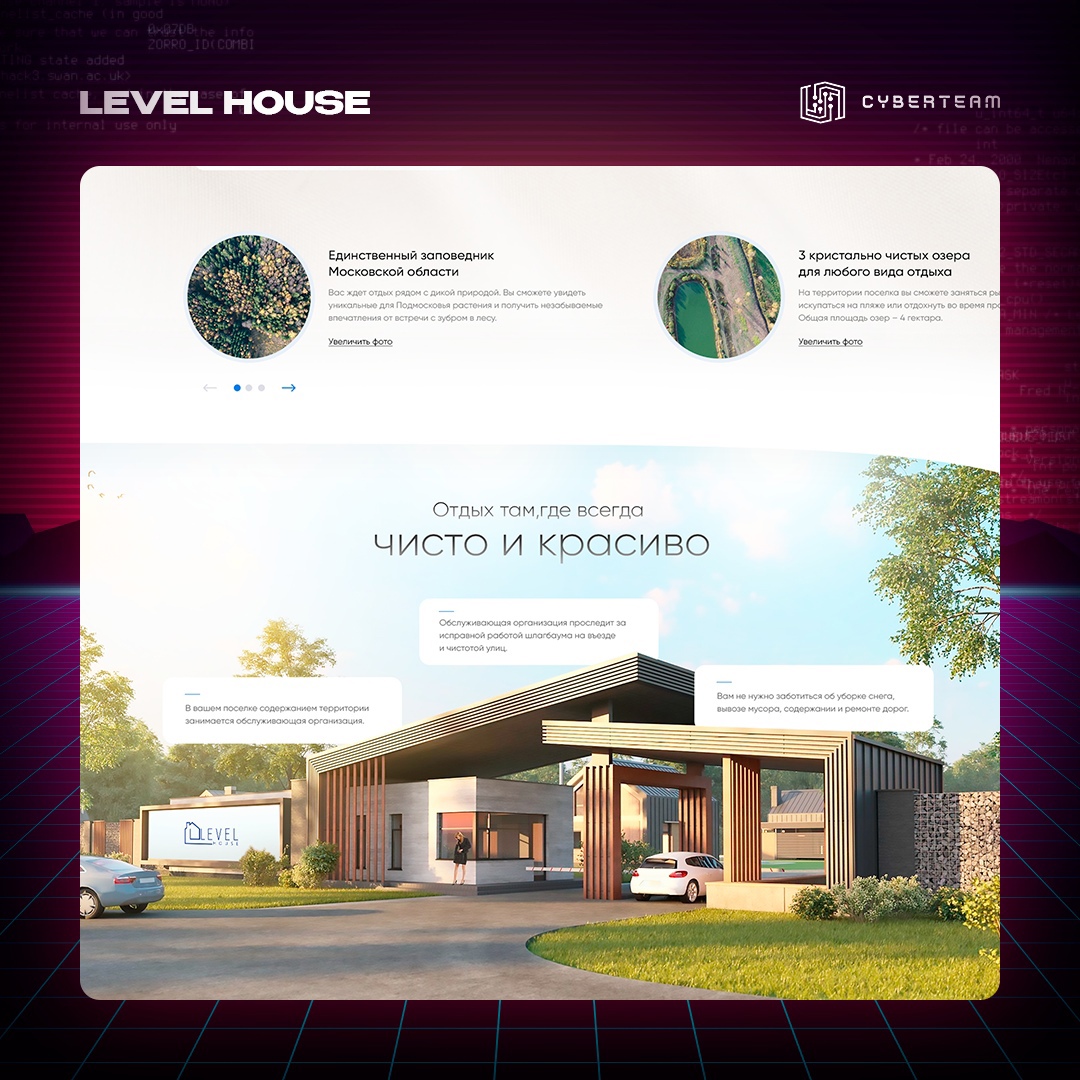 LEVEL HOUSE
CYBERTEAM
Единственный заповедник
Московской области
Вас ждет отдых рядом с дикой природой. Вы сможете увидеть
уникальные для Подмосковья растения и получить незабываемые
впечатления от встречи с зубром в лесу.
Увеличить фото
3 кристально чистых озера
для любого вида отдыха
На территории поселка вы сможете заняться
искупаться на пляже или отдохнуть во время
Общая площадь озер – 4 гектара.
Увеличить фото
Отдых там,где всегда
чисто и красиво
Обслуживающая организация проследит за
исправной работой шлагбаума на въезде
и чистотой улиц.
В вашем поселке содержанием территории
занимается обслуживающая организация.
Вам не нужно заботиться об уборке снега,
вывозе мусора, содержании и ремонте дорог.
LEVEL
HOUSE